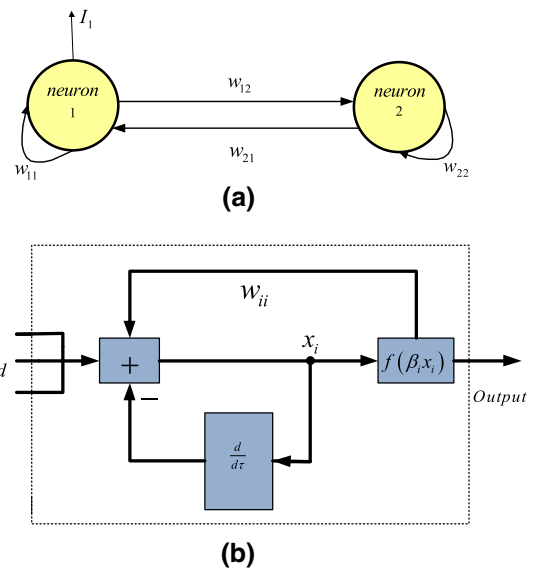 I₁
neuron
1
w₁₂
neuron
2
w₂₁
w₁₁
w₂₂
(a)
wᵢᵢ
xᵢ
+
f(βᵢxᵢ)
d
−
Output
d
dτ
(b)